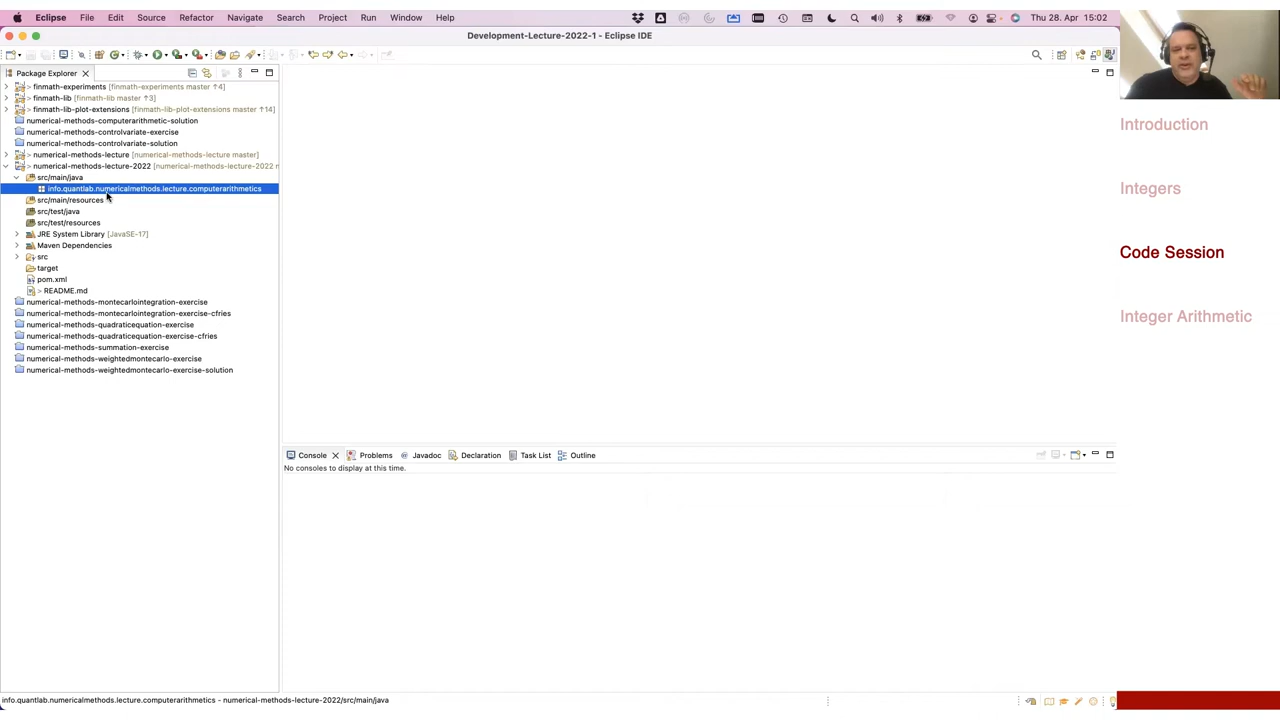 Eclipse File Edit Source Refactor Navigate Search Project Run Window Help Thu 28. Apr 15:02
Development-Lecture-2022-1 - Eclipse IDE
Package Explorer
> finmath-experiments [finmath-experiments master ↑4]
> finmath-lib [finmath-lib master ↑3]
> finmath-lib-plot-extensions [finmath-lib-plot-extensions master ↑14]
numerical-methods-computerarithmetic-solution
numerical-methods-controlvariate-exercise
numerical-methods-controlvariate-solution
> numerical-methods-lecture [numerical-methods-lecture master]
> numerical-methods-lecture-2022 [numerical-methods-lecture-2022 n
src/main/java
info.quantlab.numericalmethods.lecture.computerarithmetics
src/main/resources
src/test/java
src/test/resources
JRE System Library [JavaSE-17]
Maven Dependencies
src
target
pom.xml
> README.md
numerical-methods-montecarlointegration-exercise
numerical-methods-montecarlointegration-exercise-cfries
numerical-methods-quadraticequation-exercise
numerical-methods-quadraticequation-exercise-cfries
numerical-methods-summation-exercise
numerical-methods-weightedmontecarlo-exercise
numerical-methods-weightedmontecarlo-exercise-solution
Console Problems Javadoc Declaration Task List Outline
No consoles to display at this time.
info.quantlab.numericalmethods.lecture.computerarithmetics - numerical-methods-lecture-2022/src/main/java
Introduction
Integers
Code Session
Integer Arithmetic